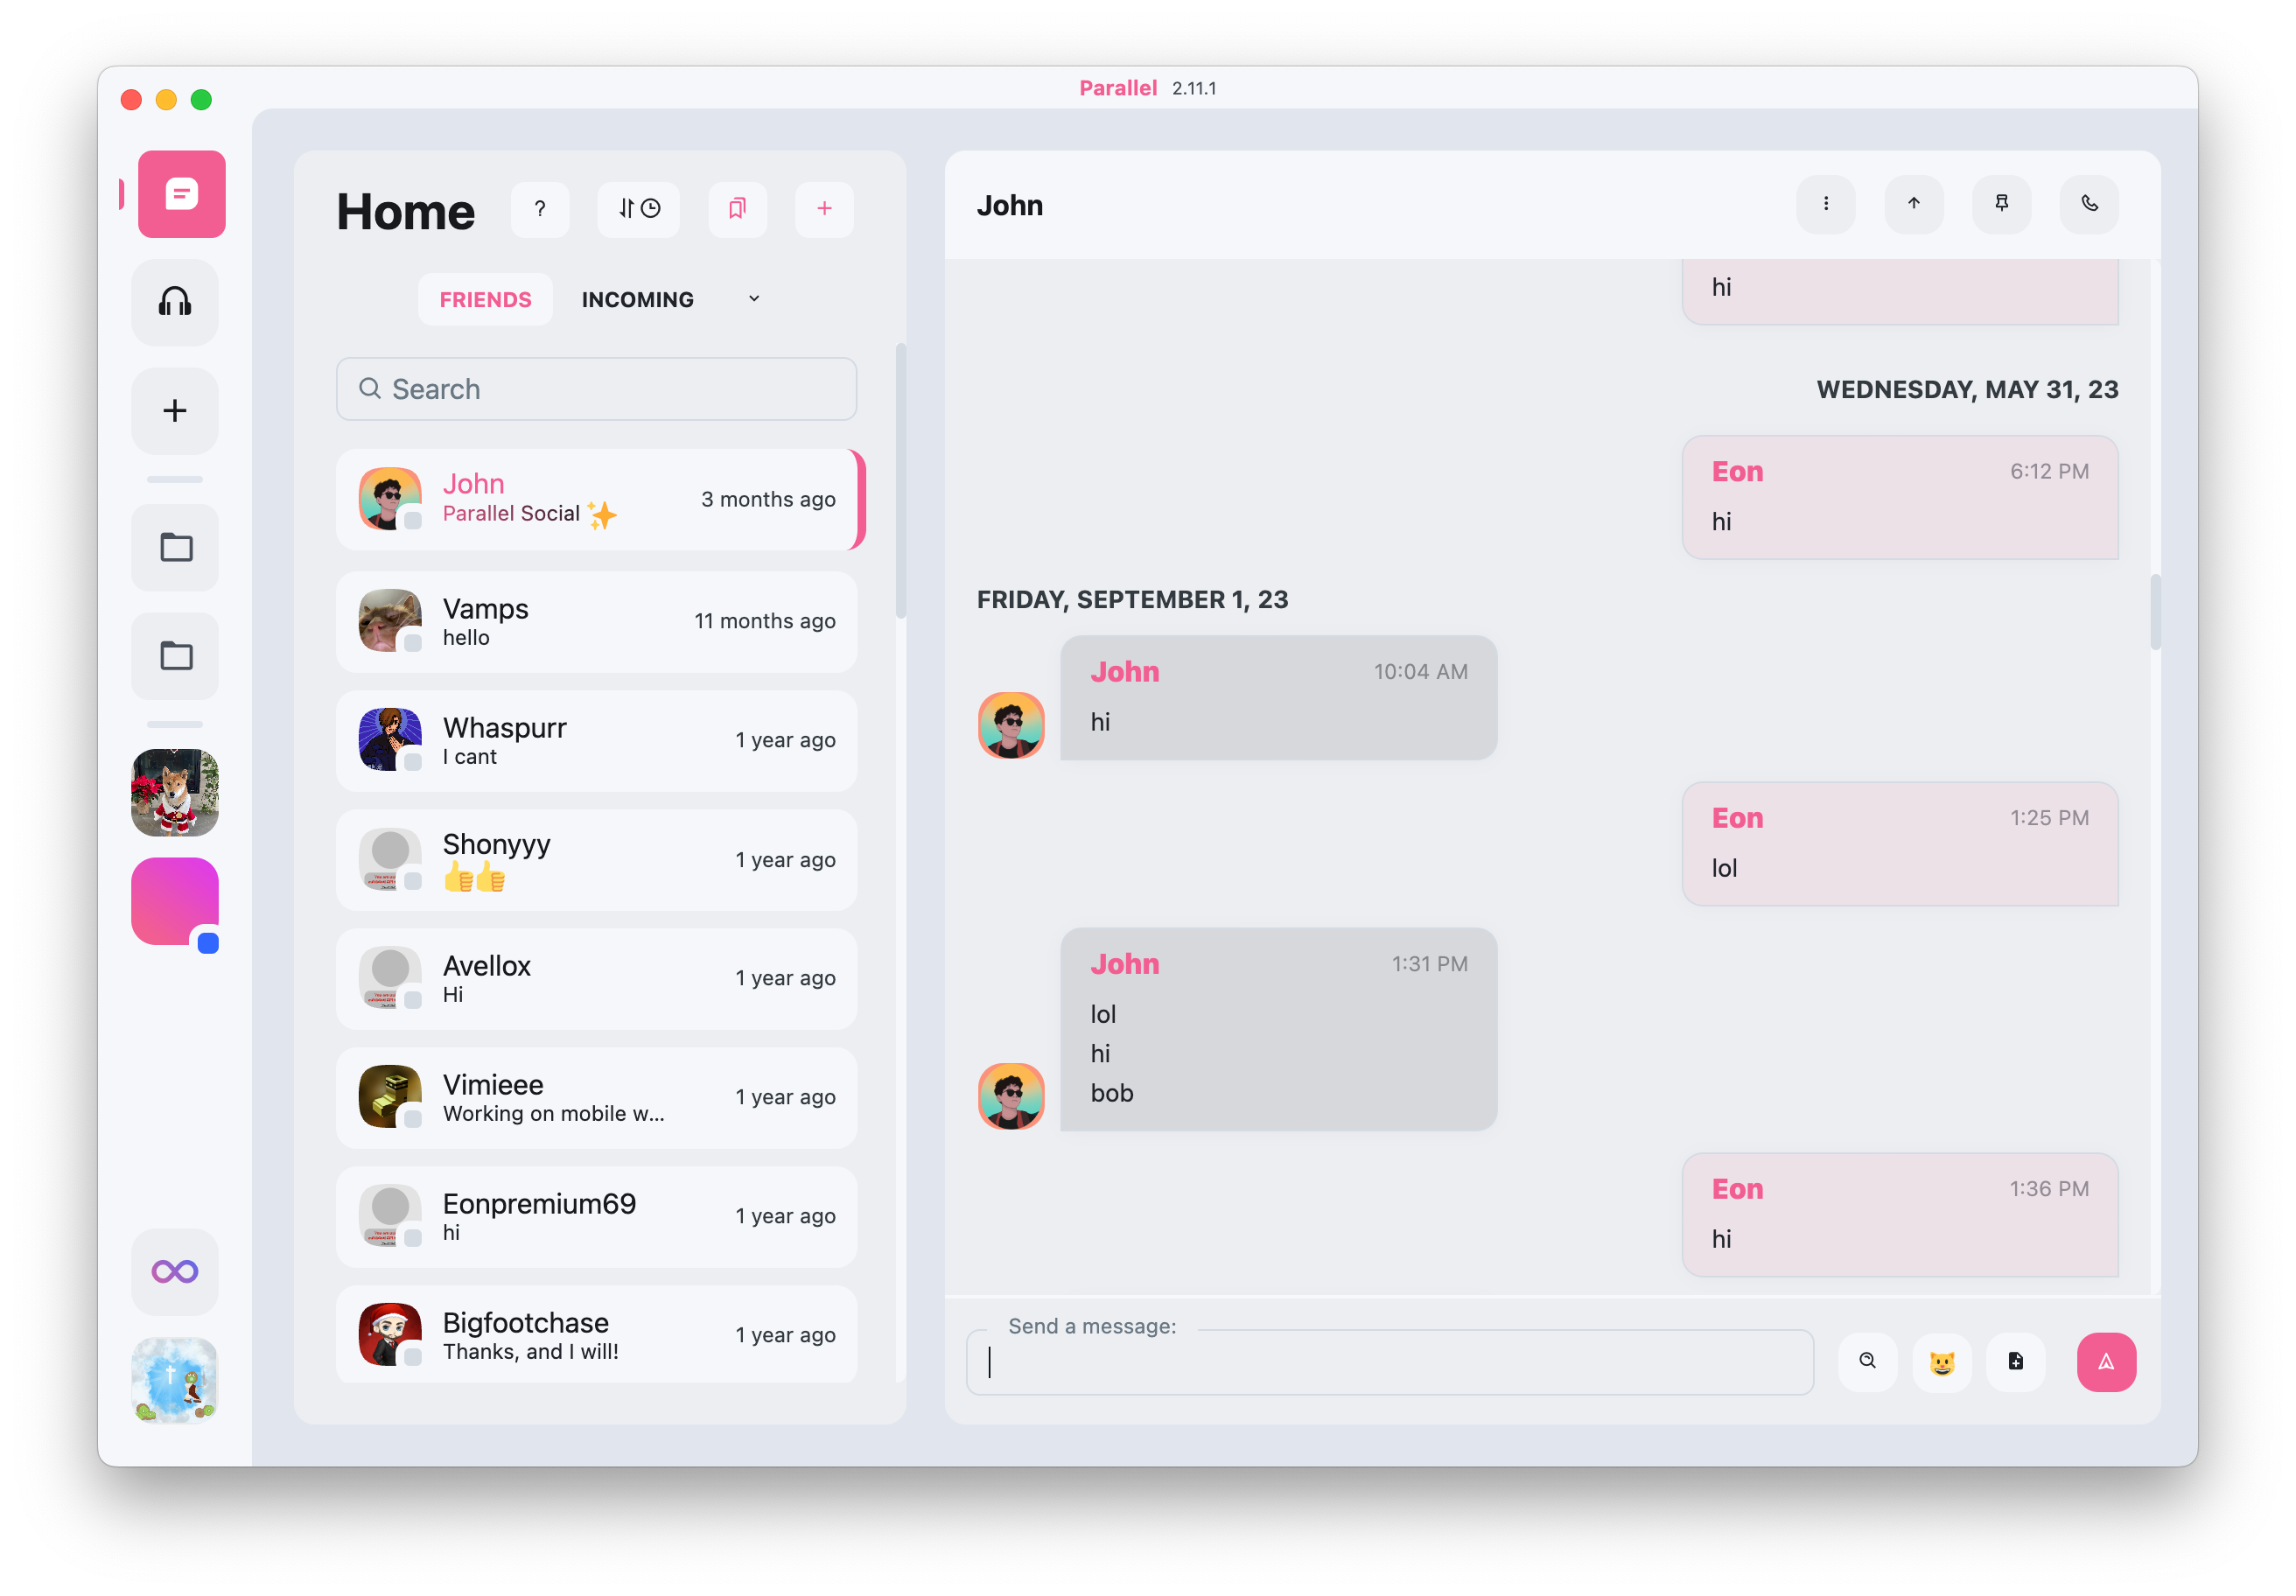 Parallel 2.11.1
Home
?
FRIENDS INCOMING
Search
John
Parallel Social ✨
3 months ago
Vamps
hello
11 months ago
Whaspurr
I cant
1 year ago
Shonyyy
👍👍
1 year ago
Avellox
Hi
1 year ago
Vimieee
Working on mobile w...
1 year ago
Eonpremium69
hi
1 year ago
Bigfootchase
Thanks, and I will!
1 year ago
John
hi
WEDNESDAY, MAY 31, 23
Eon 6:12 PM
hi
FRIDAY, SEPTEMBER 1, 23
John 10:04 AM
hi
Eon 1:25 PM
lol
John 1:31 PM
lol
hi
bob
Eon 1:36 PM
hi
Send a message: